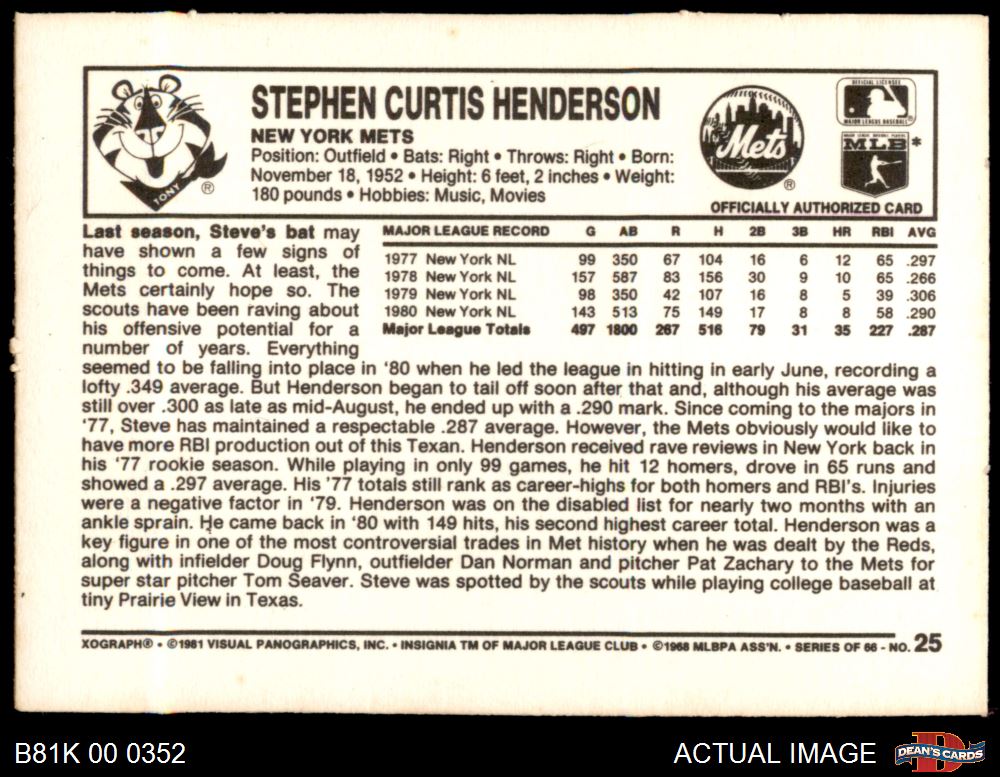 STEPHEN CURTIS HENDERSON
NEW YORK METS
Position: Outfield • Bats: Right • Throws: Right • Born:
November 18, 1952 • Height: 6 feet, 2 inches • Weight:
180 pounds • Hobbies: Music, Movies
TONY ®
Mets ®
OFFICIAL LICENSEE
MAJOR LEAGUE BASEBALL®
MAJOR LEAGUE BASEBALL PLAYERS
MLB*
OFFICIALLY AUTHORIZED CARD
MAJOR LEAGUE RECORD G AB R H 2B 3B HR RBI AVG
1977 New York NL 99 350 67 104 16 6 12 65 .297
1978 New York NL 157 587 83 156 30 9 10 65 .266
1979 New York NL 98 350 42 107 16 8 5 39 .306
1980 New York NL 143 513 75 149 17 8 8 58 .290
Major League Totals 497 1800 267 516 79 31 35 227 .287
Last season, Steve's bat may
have shown a few signs of
things to come. At least, the
Mets certainly hope so. The
scouts have been raving about
his offensive potential for a
number of years. Everything
seemed to be falling into place in '80 when he led the league in hitting in early June, recording a
lofty .349 average. But Henderson began to tail off soon after that and, although his average was
still over .300 as late as mid-August, he ended up with a .290 mark. Since coming to the majors in
'77, Steve has maintained a respectable .287 average. However, the Mets obviously would like to
have more RBI production out of this Texan. Henderson received rave reviews in New York back in
his '77 rookie season. While playing in only 99 games, he hit 12 homers, drove in 65 runs and
showed a .297 average. His '77 totals still rank as career-highs for both homers and RBI's. Injuries
were a negative factor in '79. Henderson was on the disabled list for nearly two months with an
ankle sprain. He came back in '80 with 149 hits, his second highest career total. Henderson was a
key figure in one of the most controversial trades in Met history when he was dealt by the Reds,
along with infielder Doug Flynn, outfielder Dan Norman and pitcher Pat Zachary to the Mets for
super star pitcher Tom Seaver. Steve was spotted by the scouts while playing college baseball at
tiny Prairie View in Texas.
XOGRAPH® • ©1981 VISUAL PANOGRAPHICS, INC. • INSIGNIA TM OF MAJOR LEAGUE CLUB • ©1968 MLBPA ASS'N. • SERIES OF 66 - NO. 25
B81K 00 0352
ACTUAL IMAGE
DEAN'S CARDS